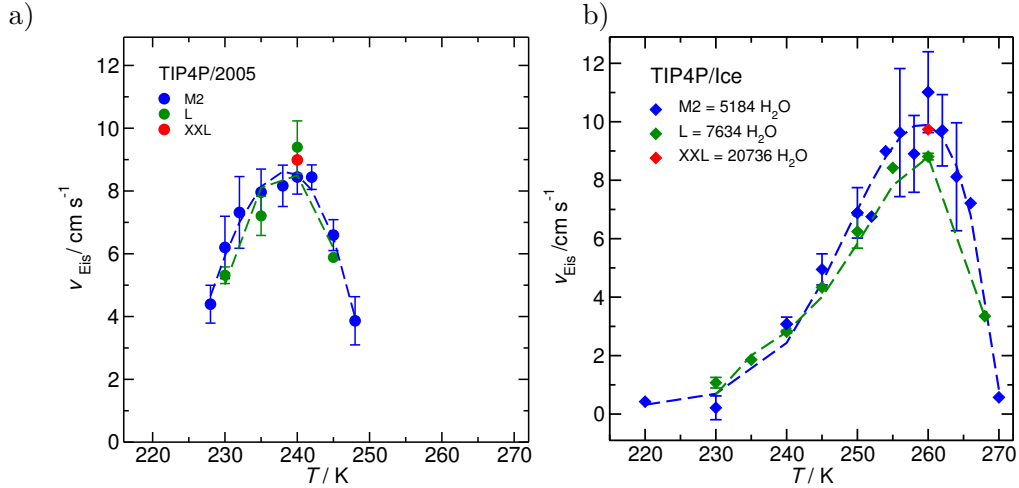 a)
TIP4P/2005
M2
L
XXL
12
10
8
6
4
2
0
v_Eis / cm s⁻¹
220 230 240 250 260 270
T / K
b)
TIP4P/Ice
M2 = 5184 H₂O
L = 7634 H₂O
XXL = 20736 H₂O
12
10
8
6
4
2
0
v_Eis / cm s⁻¹
220 230 240 250 260 270
T / K